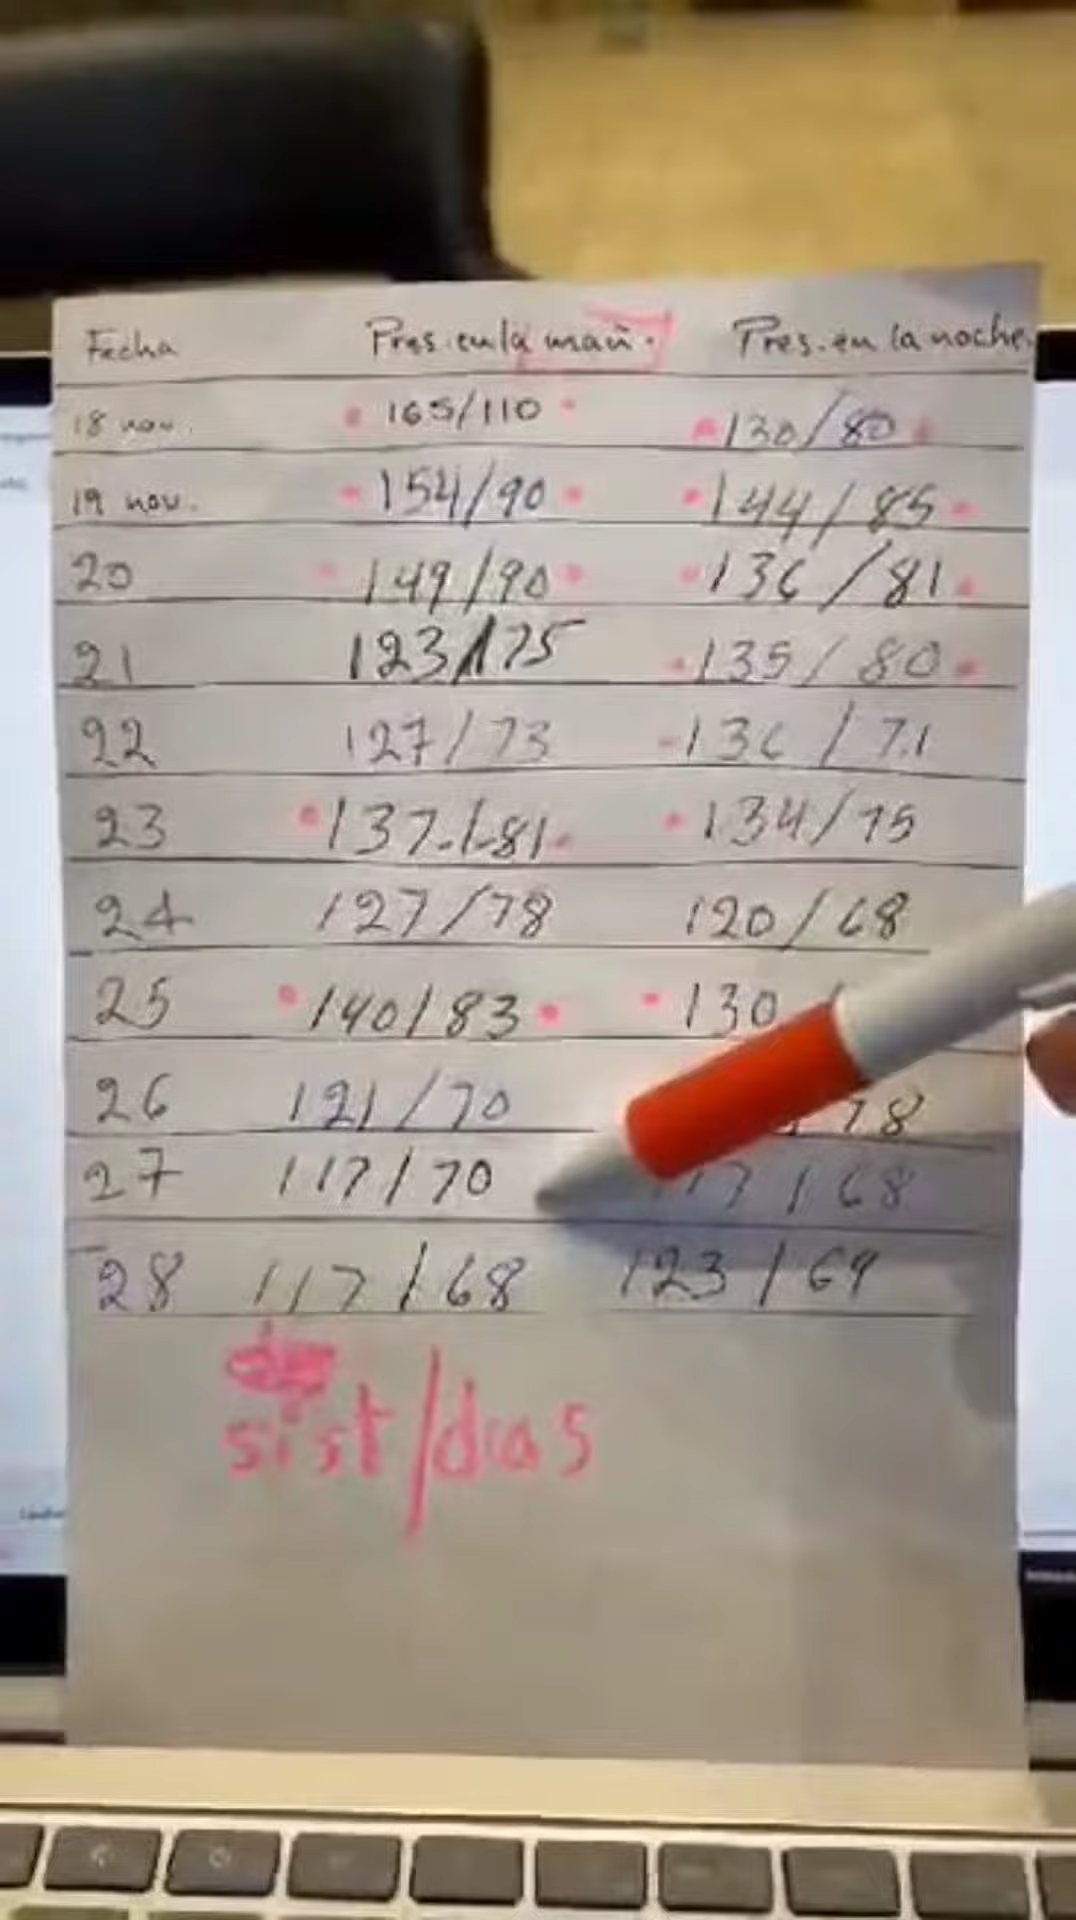 Fecha Pres. en la mañ. Pres. en la noche
18 nov. 165/110 130/80
19 nov. 154/90 144/85
20 149/90 136/81
21 123/75 135/80
22 127/73 136/71
23 137/81 134/75
24 127/78 120/68
25 140/83 130
26 121/70 78
27 117/70 117/68
28 117/68 123/69
sist/dias